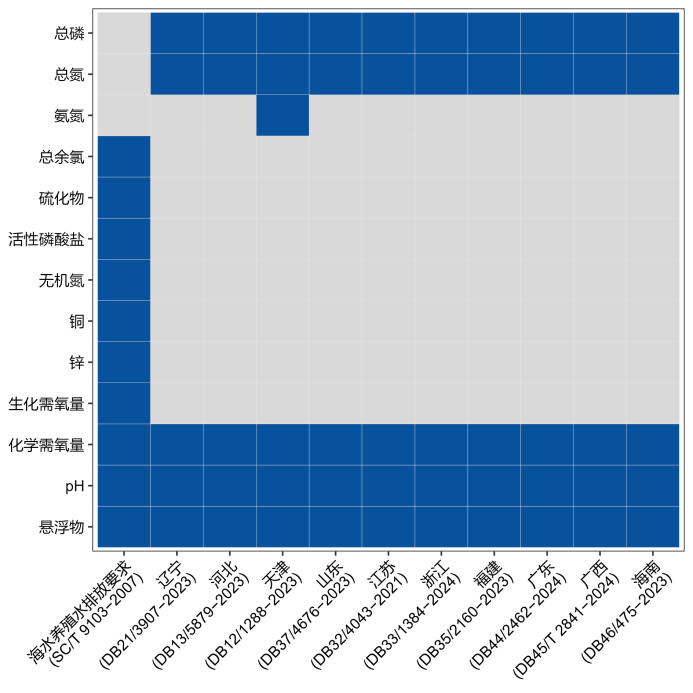 总磷
总氮
氨氮
总余氯
硫化物
活性磷酸盐
无机氮
铜
锌
生化需氧量
化学需氧量
pH
悬浮物
海水养殖水排放要求
(SC/T 9103−2007)
辽宁
(DB21/3907−2023)
河北
(DB13/5879−2023)
天津
(DB12/1288−2023)
山东
(DB37/4676−2023)
江苏
(DB32/4043−2021)
浙江
(DB33/1384−2024)
福建
(DB35/2160−2023)
广东
(DB44/2462−2024)
广西
(DB45/T 2841−2024)
海南
(DB46/475−2023)